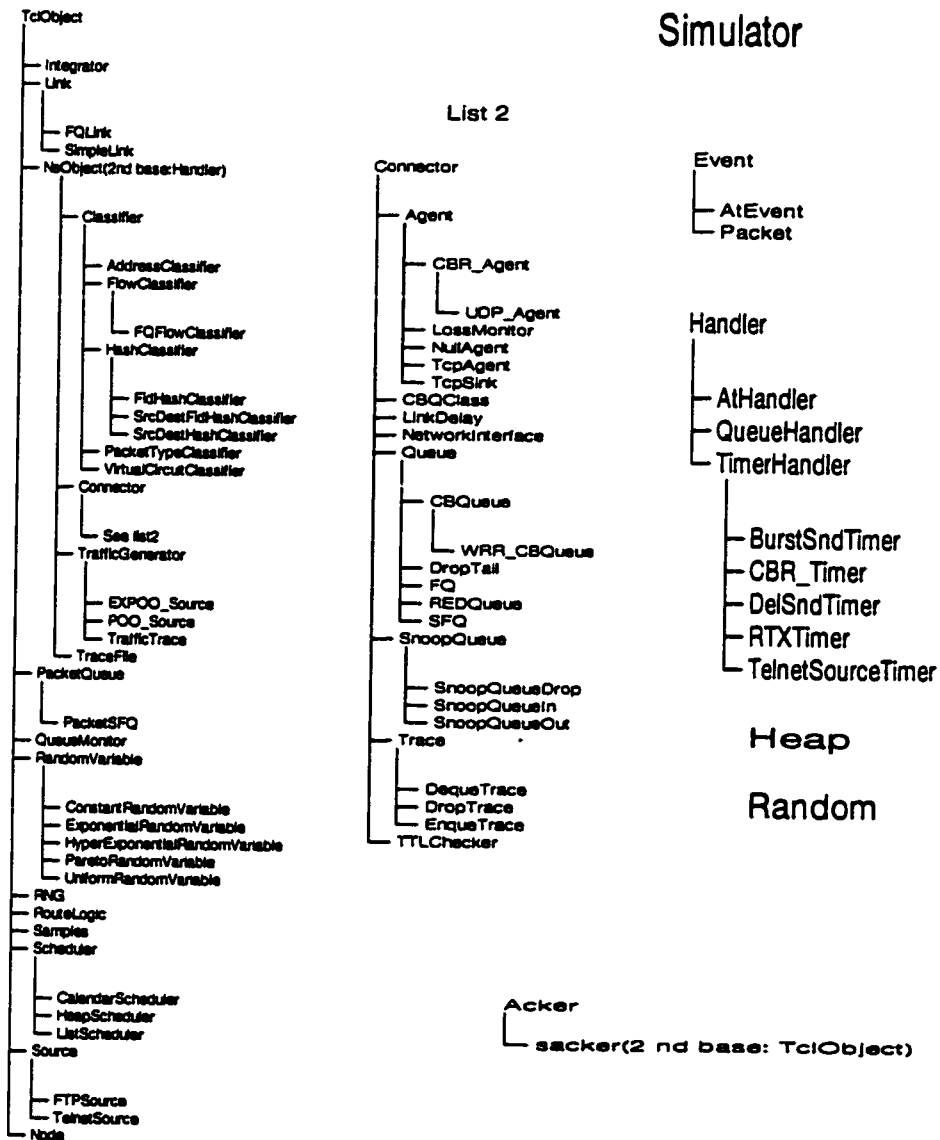 TclObject
Integrator
Link
FQLink
SimpleLink
NsObject(2nd base:Handler)
Classifier
AddressClassifier
FlowClassifier
FQFlowClassifier
HashClassifier
FidHashClassifier
SrcDestFidHashClassifier
SrcDestHashClassifier
PacketTypeClassifier
VirtualCircutClassifier
Connector
See list2
TrafficGenerator
EXPOO_Source
POO_Source
TrafficTrace
TraceFile
PacketQueue
PacketSFQ
QueueMonitor
RandomVariable
ConstantRandomVariable
ExponentialRandomVariable
HyperExponentialRandomVariable
ParetoRandomVariable
UniformRandomVariable
RNG
RouteLogic
Samples
Scheduler
CalendarScheduler
HeapScheduler
ListScheduler
Source
FTPSource
TelnetSource
Node
List 2
Connector
Agent
CBR_Agent
UDP_Agent
LossMonitor
NullAgent
TcpAgent
TcpSink
CBQClass
LinkDelay
NetworkInterface
Queue
CBQueue
WRR_CBQueue
DropTail
FQ
REDQueue
SFQ
SnoopQueue
SnoopQueueDrop
SnoopQueueIn
SnoopQueueOut
Trace
DequeTrace
DropTrace
EnqueTrace
TTLChecker
Simulator
Event
AtEvent
Packet
Handler
AtHandler
QueueHandler
TimerHandler
BurstSndTimer
CBR_Timer
DelSndTimer
RTXTimer
TelnetSourceTimer
Heap
Random
Acker
sacker(2 nd base: TclObject)